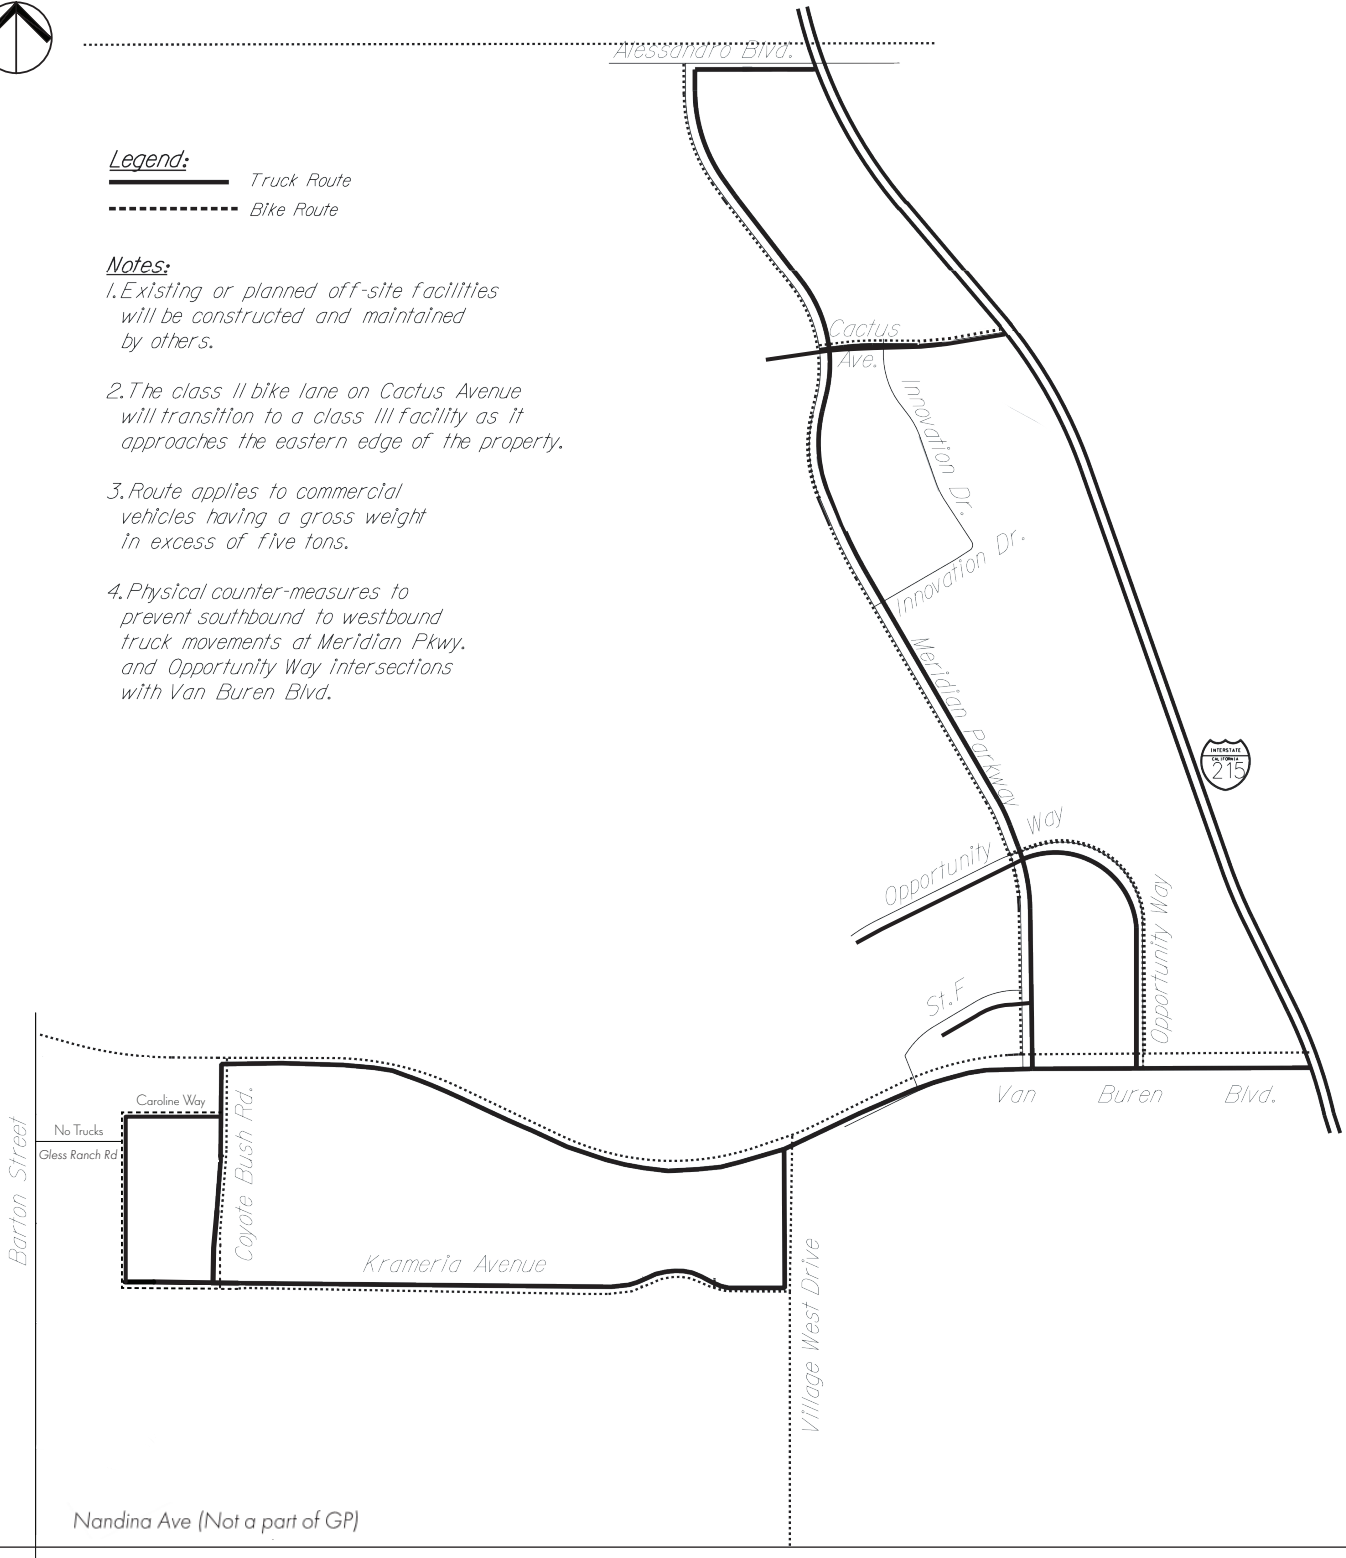 Alessandro Blvd.
Legend:
Truck Route
Bike Route
Notes:
1. Existing or planned off-site facilities
will be constructed and maintained
by others.
2. The class II bike lane on Cactus Avenue
will transition to a class III facility as it
approaches the eastern edge of the property.
3. Route applies to commercial
vehicles having a gross weight
in excess of five tons.
4. Physical counter-measures to
prevent southbound to westbound
truck movements at Meridian Pkwy.
and Opportunity Way intersections
with Van Buren Blvd.
Cactus
Ave.
Innovation Dr.
Innovation Dr.
Meridian Parkway
INTERSTATE
CALIFORNIA
215
Opportunity Way
Opportunity Way
St. F
Van Buren Blvd.
Caroline Way
No Trucks
Gless Ranch Rd
Barton Street
Coyote Bush Rd.
Krameria Avenue
Village West Drive
Nandina Ave (Not a part of GP)